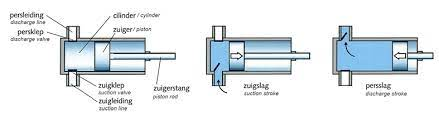 persleiding
discharge line
persklep
discharge valve
cilinder / cylinder
zuiger / piston
zuigklep
suction valve
zuigleiding
suction line
zuigerstang
piston rod
zuigslag
suction stroke
persslag
discharge stroke